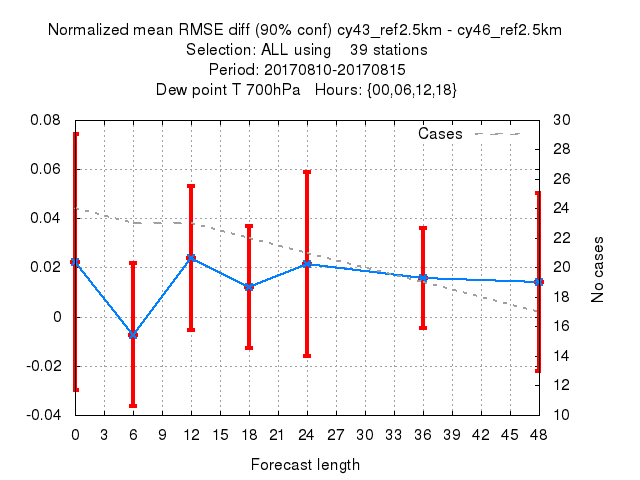 Normalized mean RMSE diff (90% conf) cy43_ref2.5km - cy46_ref2.5km
Selection: ALL using    39 stations
Period: 20170810-20170815
Dew point T 700hPa   Hours: {00,06,12,18}
Cases
0.08
0.06
0.04
0.02
0
-0.02
-0.04
30
28
26
24
22
20
18
16
14
12
10
No cases
0 3 6 9 12 15 18 21 24 27 30 33 36 39 42 45 48
Forecast length